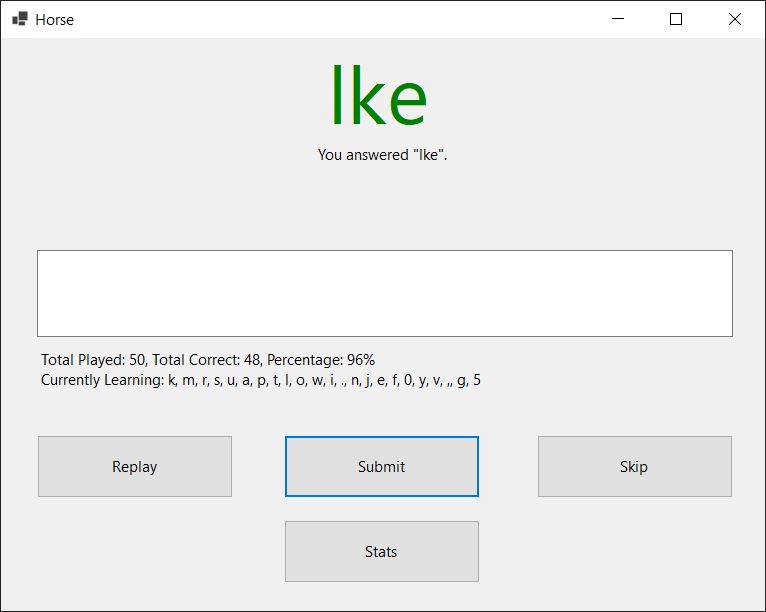 Horse
lke
You answered "lke".
Total Played: 50, Total Correct: 48, Percentage: 96%
Currently Learning: k, m, r, s, u, a, p, t, l, o, w, i, ., n, j, e, f, 0, y, v, ,, g, 5
Replay
Submit
Skip
Stats